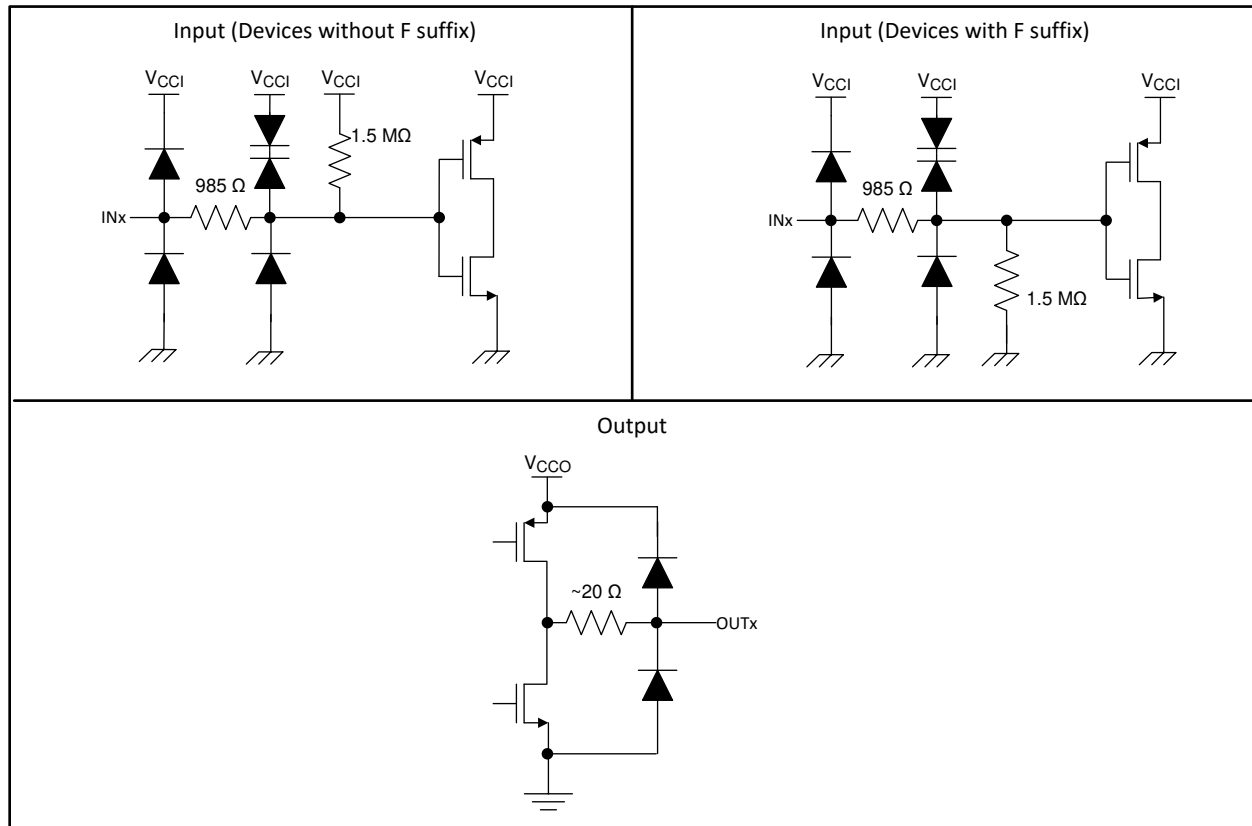 Input (Devices without F suffix)
VCCI VCCI VCCI VCCI
1.5 MΩ
985 Ω
INx
Input (Devices with F suffix)
VCCI VCCI VCCI
985 Ω
INx
1.5 MΩ
Output
VCCO
~20 Ω
OUTx